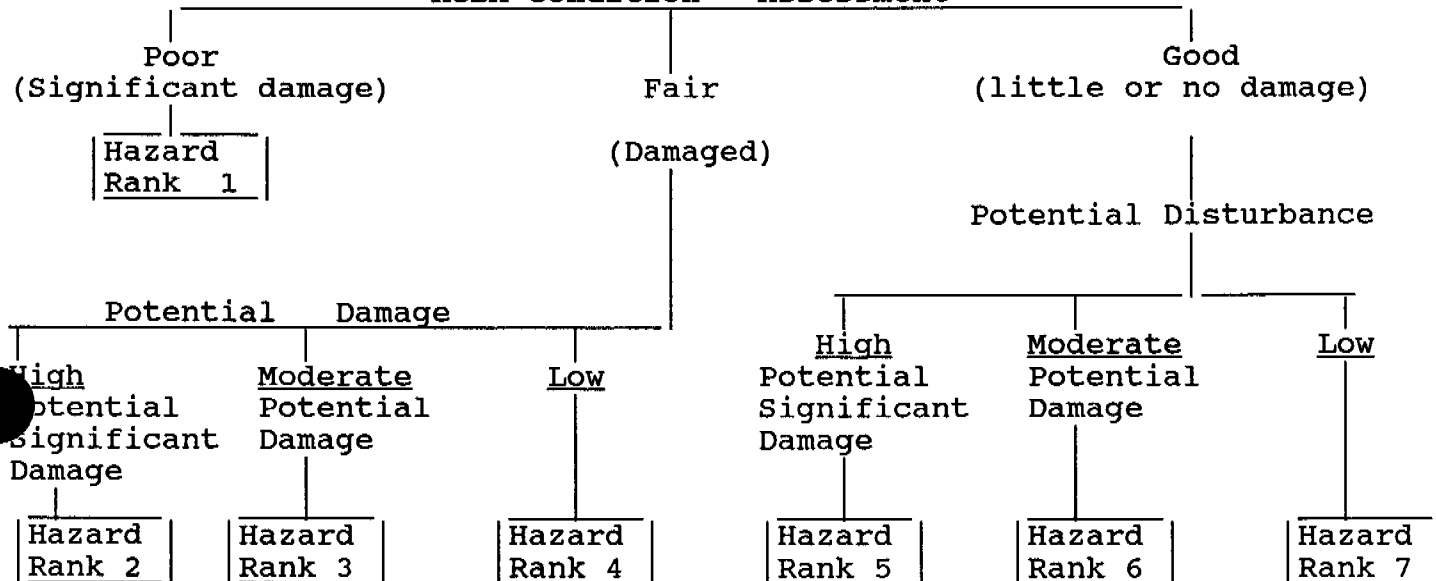 Poor
(Significant damage)
Hazard
Rank 1
Fair
(Damaged)
Good
(little or no damage)
Potential Disturbance
Potential Damage
High
Potential
Significant
Damage
Hazard
Rank 2
Moderate
Potential
Damage
Hazard
Rank 3
Low
Hazard
Rank 4
High
Potential
Significant
Damage
Hazard
Rank 5
Moderate
Potential
Damage
Hazard
Rank 6
Low
Hazard
Rank 7